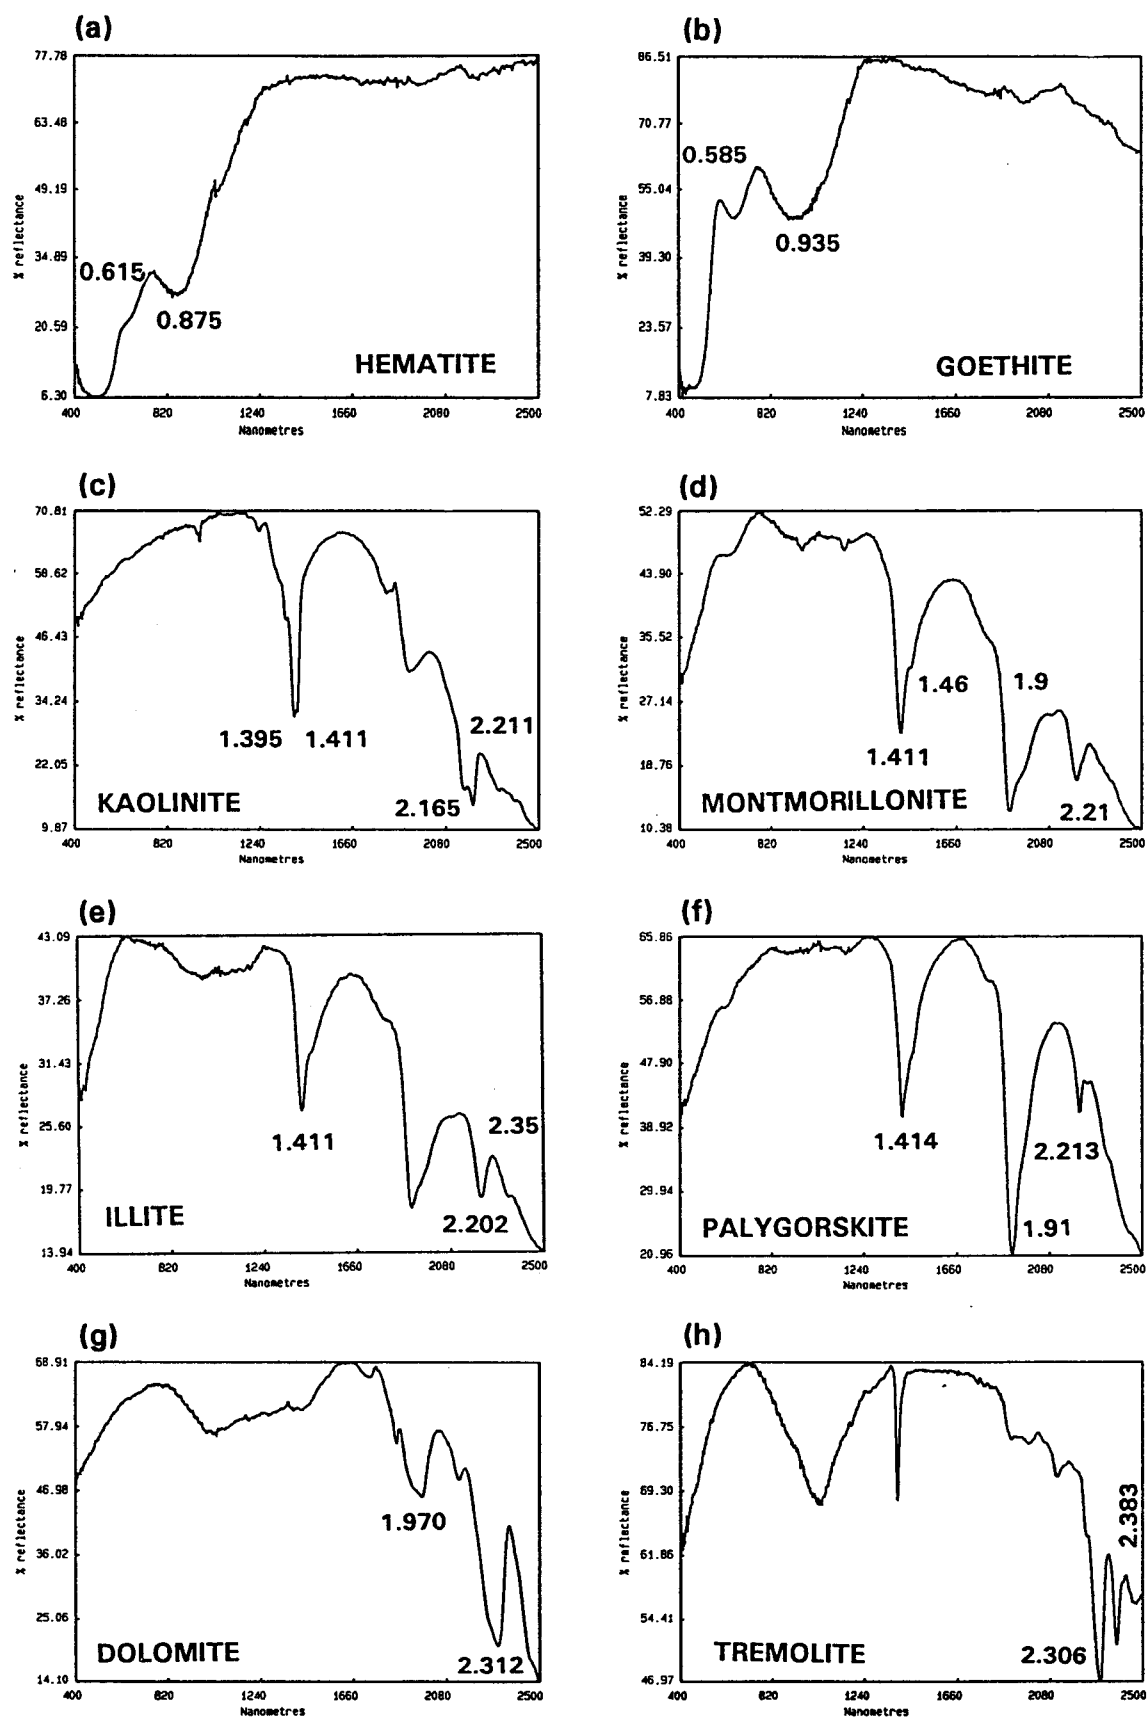 (a)
77.78
63.48
49.19
34.89
20.59
6.30
% reflectance
0.615
0.875
HEMATITE
400 820 1240 1660 2080 2500
Nanometres
(b)
86.51
70.77
55.04
39.30
23.57
7.83
% reflectance
0.585
0.935
GOETHITE
400 820 1240 1660 2080 2500
Nanometres
(c)
70.81
58.62
46.43
34.24
22.05
9.87
% reflectance
1.395 1.411
2.211
2.165
KAOLINITE
400 820 1240 1660 2080 2500
Nanometres
(d)
52.29
43.90
35.52
27.14
18.76
10.38
% reflectance
1.46
1.9
1.411
2.21
MONTMORILLONITE
400 820 1240 1660 2080 2500
Nanometres
(e)
43.09
37.26
31.43
25.60
19.77
13.94
% reflectance
1.411
2.35
2.202
ILLITE
400 820 1240 1660 2080 2500
Nanometres
(f)
65.86
56.88
47.90
38.92
29.94
20.96
% reflectance
1.414
2.213
1.91
PALYGORSKITE
400 820 1240 1660 2080 2500
Nanometres
(g)
68.91
57.94
46.98
36.02
25.06
14.10
% reflectance
1.970
2.312
DOLOMITE
400 820 1240 1660 2080 2500
Nanometres
(h)
84.19
76.75
69.30
61.86
54.41
46.97
% reflectance
2.383
2.306
TREMOLITE
400 820 1240 1660 2080 2500
Nanometres